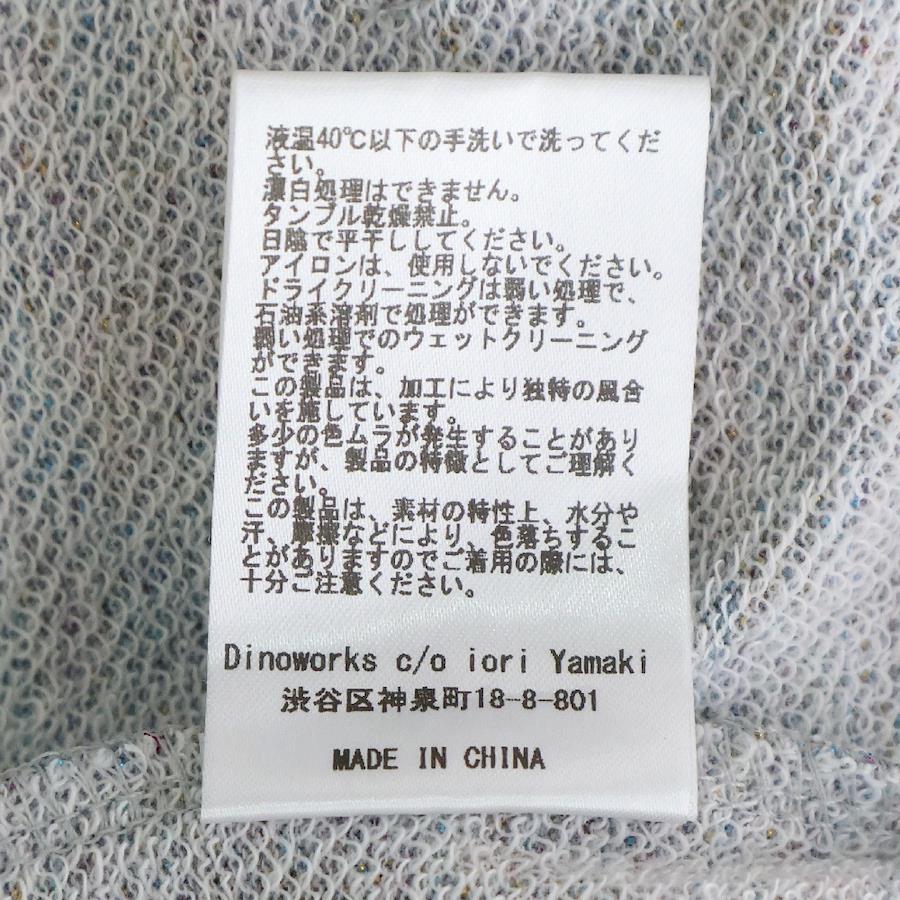 液温40℃以下の手洗いで洗ってくだ
さい。
漂白処理はできません。
タンブル乾燥禁止。
日陰で平干ししてください。
アイロンは、使用しないでください。
ドライクリーニングは弱い処理で、
石油系溶剤で処理ができます。
弱い処理でのウェットクリーニング
ができます。
この製品は、加工により独特の風合
いを施しています。
多少の色ムラが発生することがあり
ますが、製品の特徴としてご理解く
ださい。
この製品は、素材の特性上、水分や
汗、摩擦などにより、色落ちするこ
とがありますのでご着用の際には、
十分ご注意ください。
Dinoworks c/o iori Yamaki
渋谷区神泉町18-8-801
MADE IN CHINA